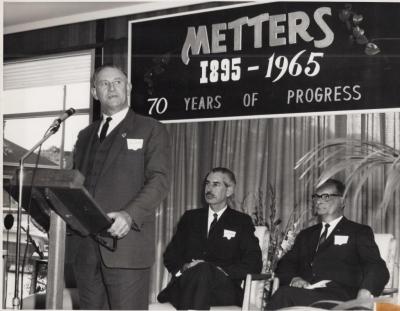 METTERS
1895 - 1965
70 YEARS OF PROGRESS